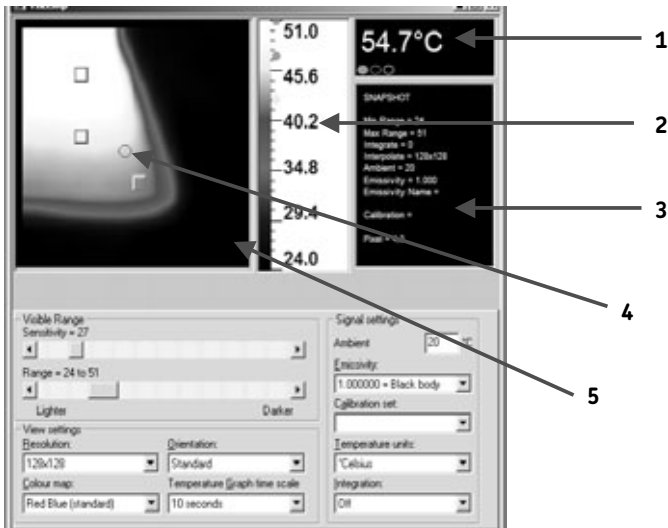 51.0
45.6
40.2
34.8
29.4
24.0
54.7°C
1
SNAPSHOT
Min Range = 24
Max Range = 51
Integrate = 0
Interpolate = 128x128
Ambient = 20
Emissivity = 1.000
Emissivity Name =
Calibration =
2
3
4
5
Visible Range
Sensitivity = 27
Range = 24 to 51
Lighter
Darker
View settings
Resolution:
Orientation:
128x128
Standard
Colour map:
Temperature Graph time scale
Red Blue (standard)
10 seconds
Signal settings
Ambient
20
°C
Emissivity:
1.000000 = Black body
Calibration set:
Temperature units:
°Celsius
Integration:
Off